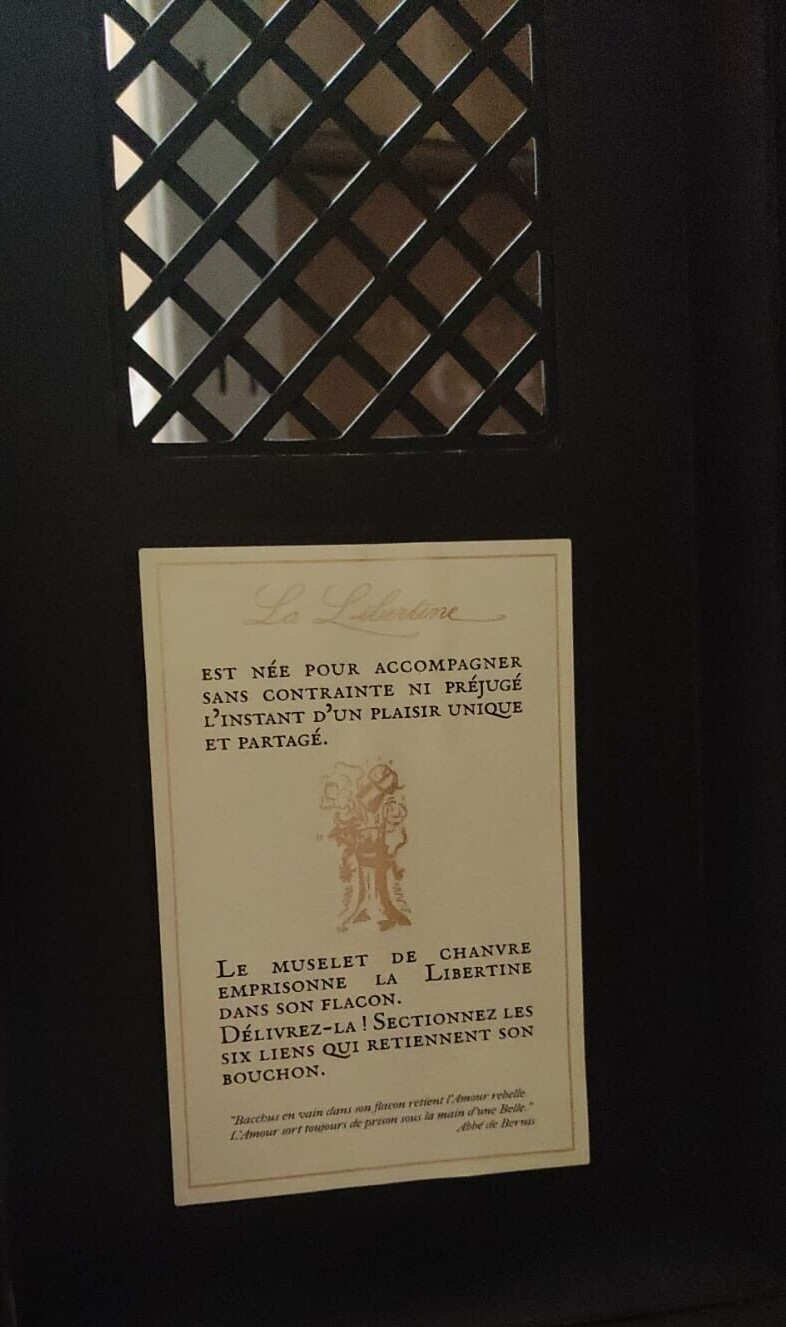 La Libertine
EST NÉE POUR ACCOMPAGNER
SANS CONTRAINTE NI PRÉJUGÉ
L'INSTANT D'UN PLAISIR UNIQUE
ET PARTAGÉ.
LE MUSELET DE CHANVRE
EMPRISONNE LA LIBERTINE
DANS SON FLACON.
DÉLIVREZ-LA ! SECTIONNEZ LES
SIX LIENS QUI RETIENNENT SON
BOUCHON.
"Bacchus en vain dans son flacon retient l'Amour rebelle
L'Amour sort toujours de prison sous la main d'une Belle."
Abbé de Bernis